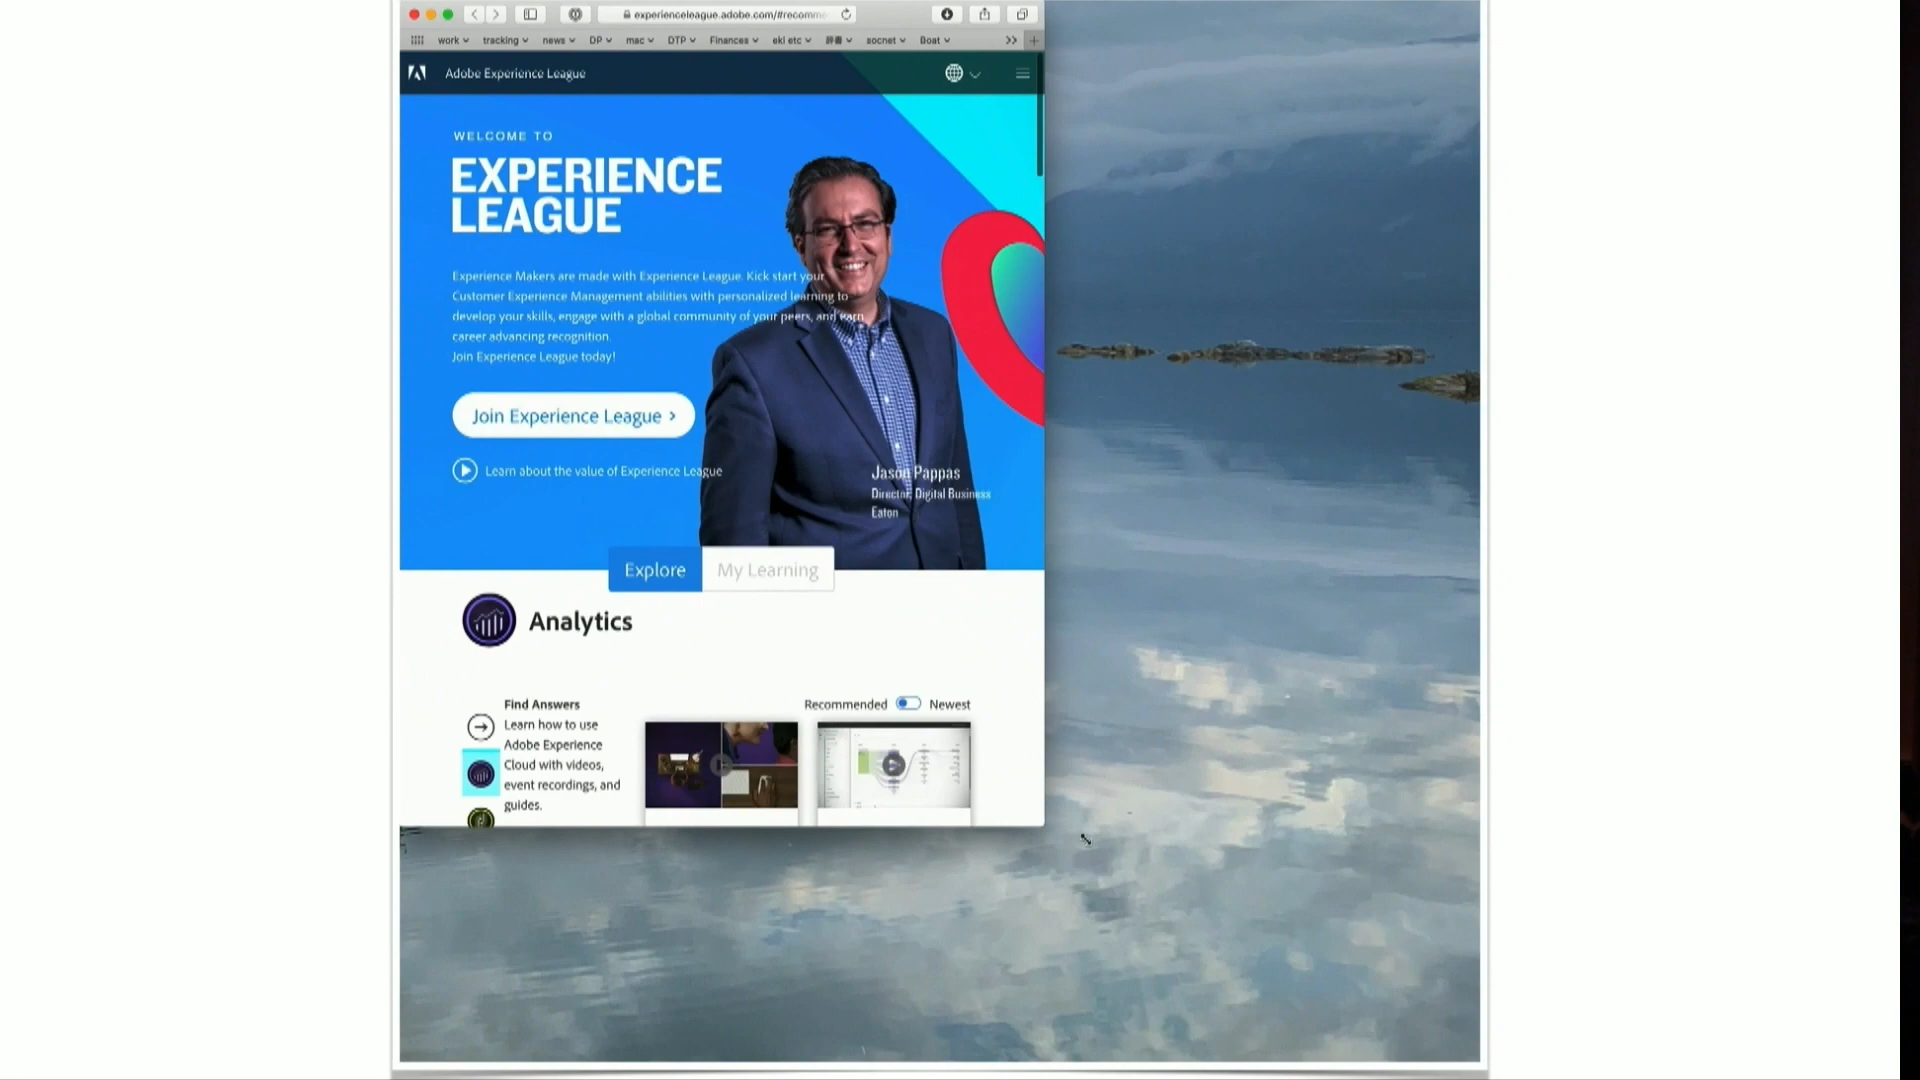 experienceleague.adobe.com/#recomme
work
tracking
news
DP
mac
DTP
Finances
eki etc
辞書
socnet
Boat
Adobe Experience League
WELCOME TO
EXPERIENCE
LEAGUE
Experience Makers are made with Experience League. Kick start your
Customer Experience Management abilities with personalized learning to
develop your skills, engage with a global community of your peers, and earn
career advancing recognition.
Join Experience League today!
Join Experience League >
Learn about the value of Experience League
Jason Pappas
Director, Digital Business
Eaton
Explore
My Learning
Analytics
Find Answers
Learn how to use
Adobe Experience
Cloud with videos,
event recordings, and
guides.
Recommended
Newest